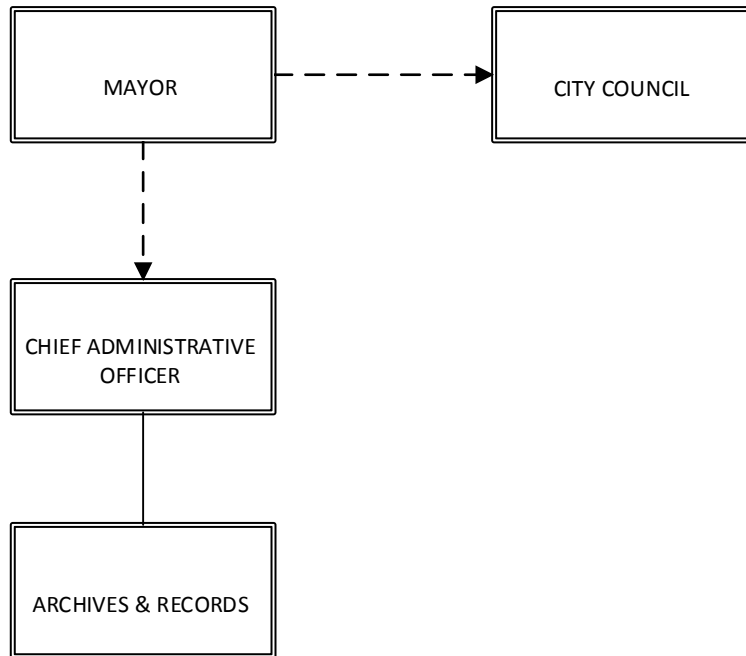 MAYOR
CITY COUNCIL
CHIEF ADMINISTRATIVE
OFFICER
ARCHIVES & RECORDS